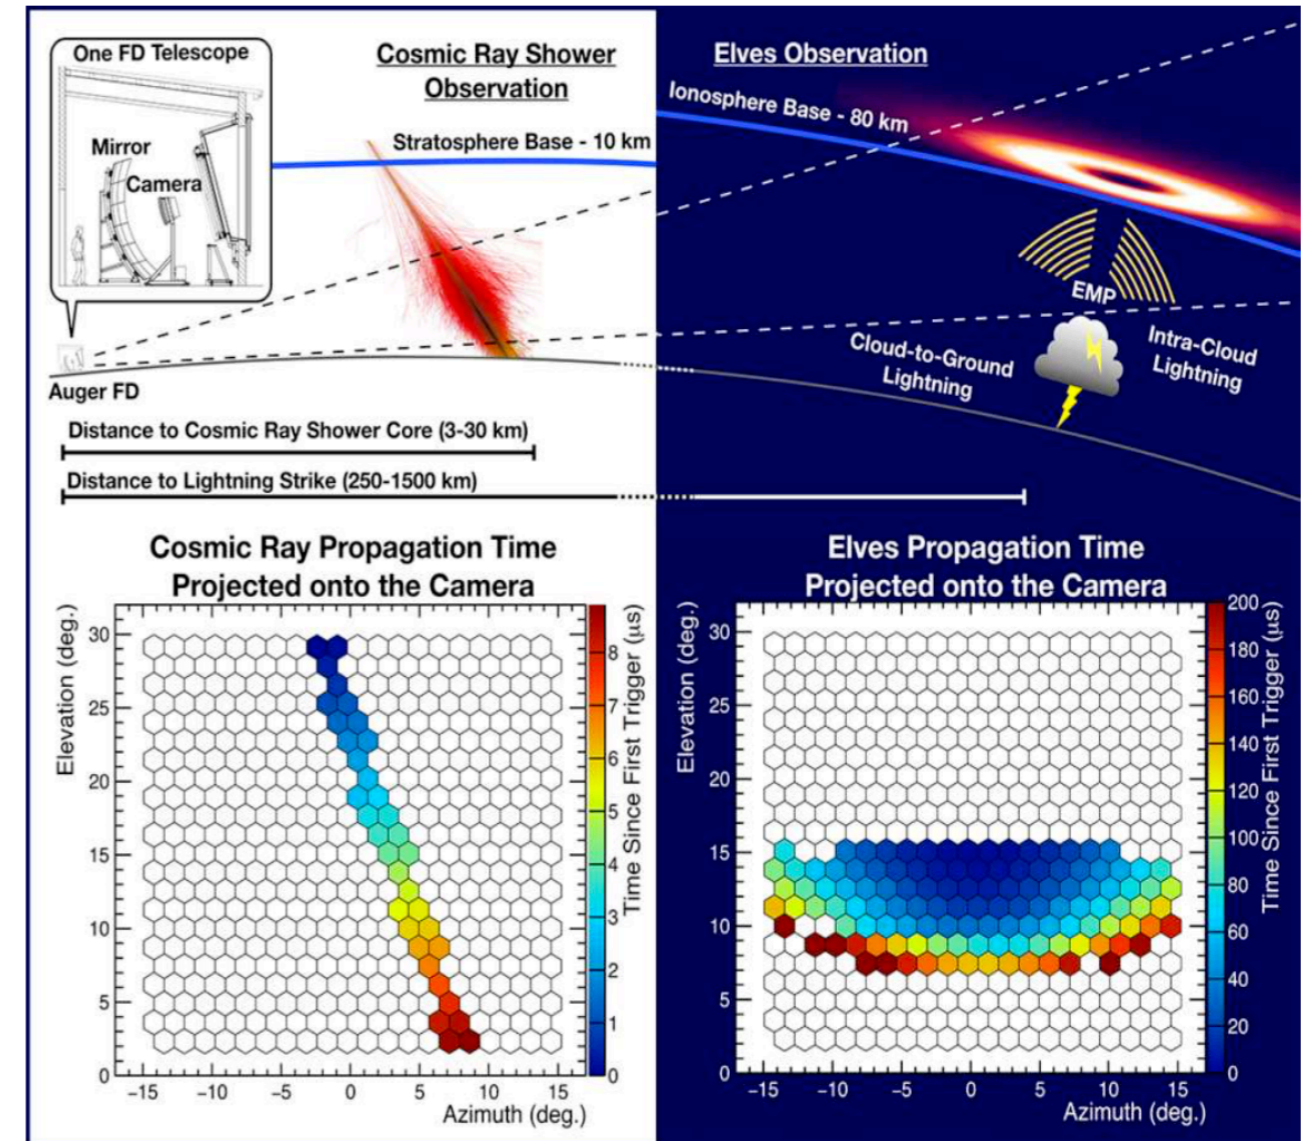 One FD Telescope
Mirror
Camera
Cosmic Ray Shower
Observation
Stratosphere Base - 10 km
Auger FD
Distance to Cosmic Ray Shower Core (3-30 km)
Distance to Lightning Strike (250-1500 km)
Elves Observation
Ionosphere Base - 80 km
EMP
Cloud-to-Ground
Lightning
Intra-Cloud
Lightning
Cosmic Ray Propagation Time
Projected onto the Camera
Elevation (deg.)
30
25
20
15
10
5
0
−15
−10
−5
0
5
10
15
Azimuth (deg.)
8
7
6
5
4
3
2
1
0
Time Since First Trigger (μs)
Elves Propagation Time
Projected onto the Camera
Elevation (deg.)
30
25
20
15
10
5
0
−15
−10
−5
0
5
10
15
Azimuth (deg.)
200
180
160
140
120
100
80
60
40
20
0
Time Since First Trigger (μs)